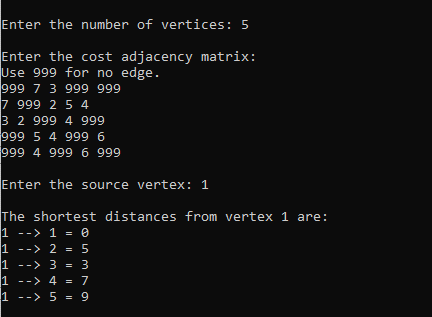 Enter the number of vertices: 5
Enter the cost adjacency matrix:
Use 999 for no edge.
999 7 3 999 999
7 999 2 5 4
3 2 999 4 999
999 5 4 999 6
999 4 999 6 999
Enter the source vertex: 1
The shortest distances from vertex 1 are:
1 --> 1 = 0
1 --> 2 = 5
1 --> 3 = 3
1 --> 4 = 7
1 --> 5 = 9